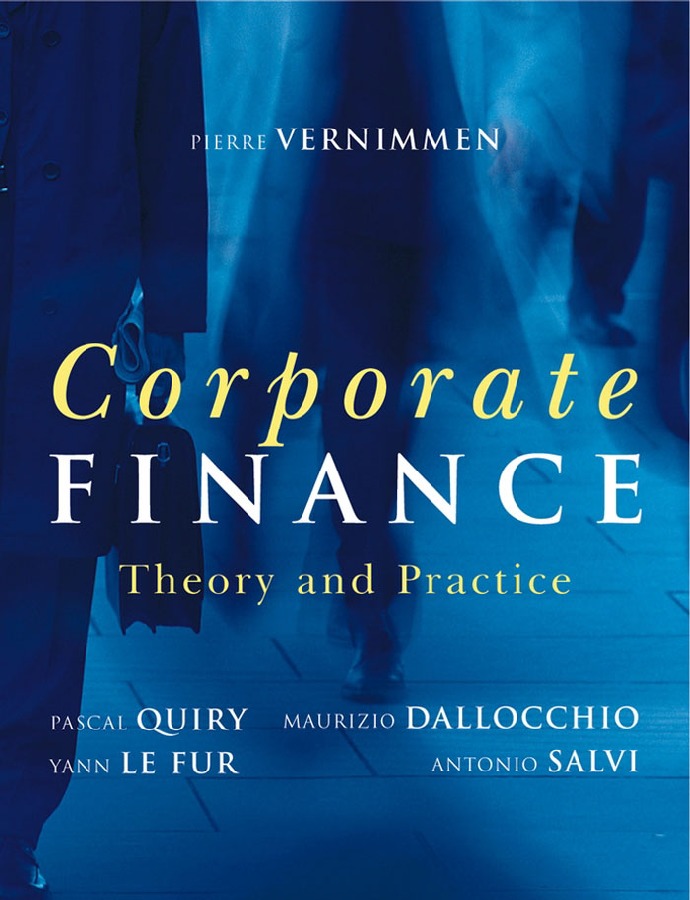 PIERRE VERNIMMEN
Corporate
FINANCE
Theory and Practice
PASCAL QUIRY MAURIZIO DALLOCCHIO
YANN LE FUR ANTONIO SALVI